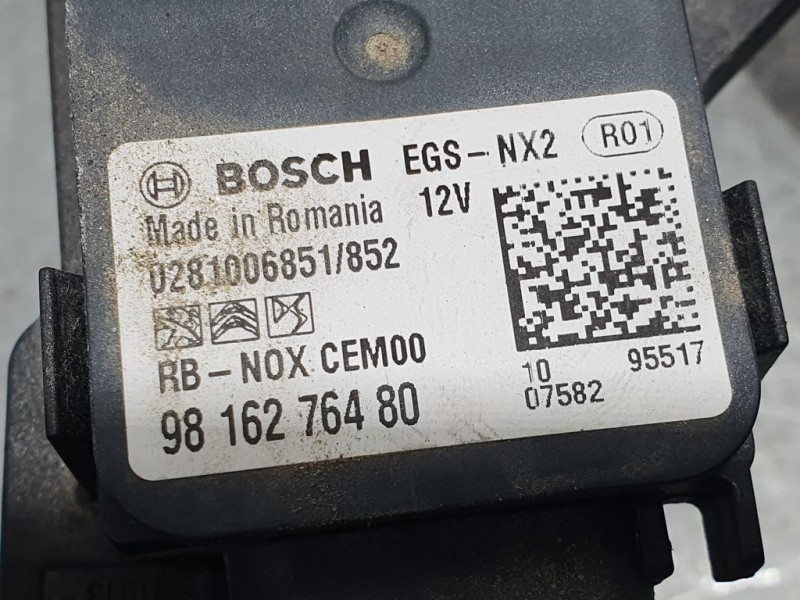 BOSCH EGS-NX2 R01
Made in Romania 12V
0281006851/852
DS
RB-NOX CEM00
98 162 764 80
10 95517
07582